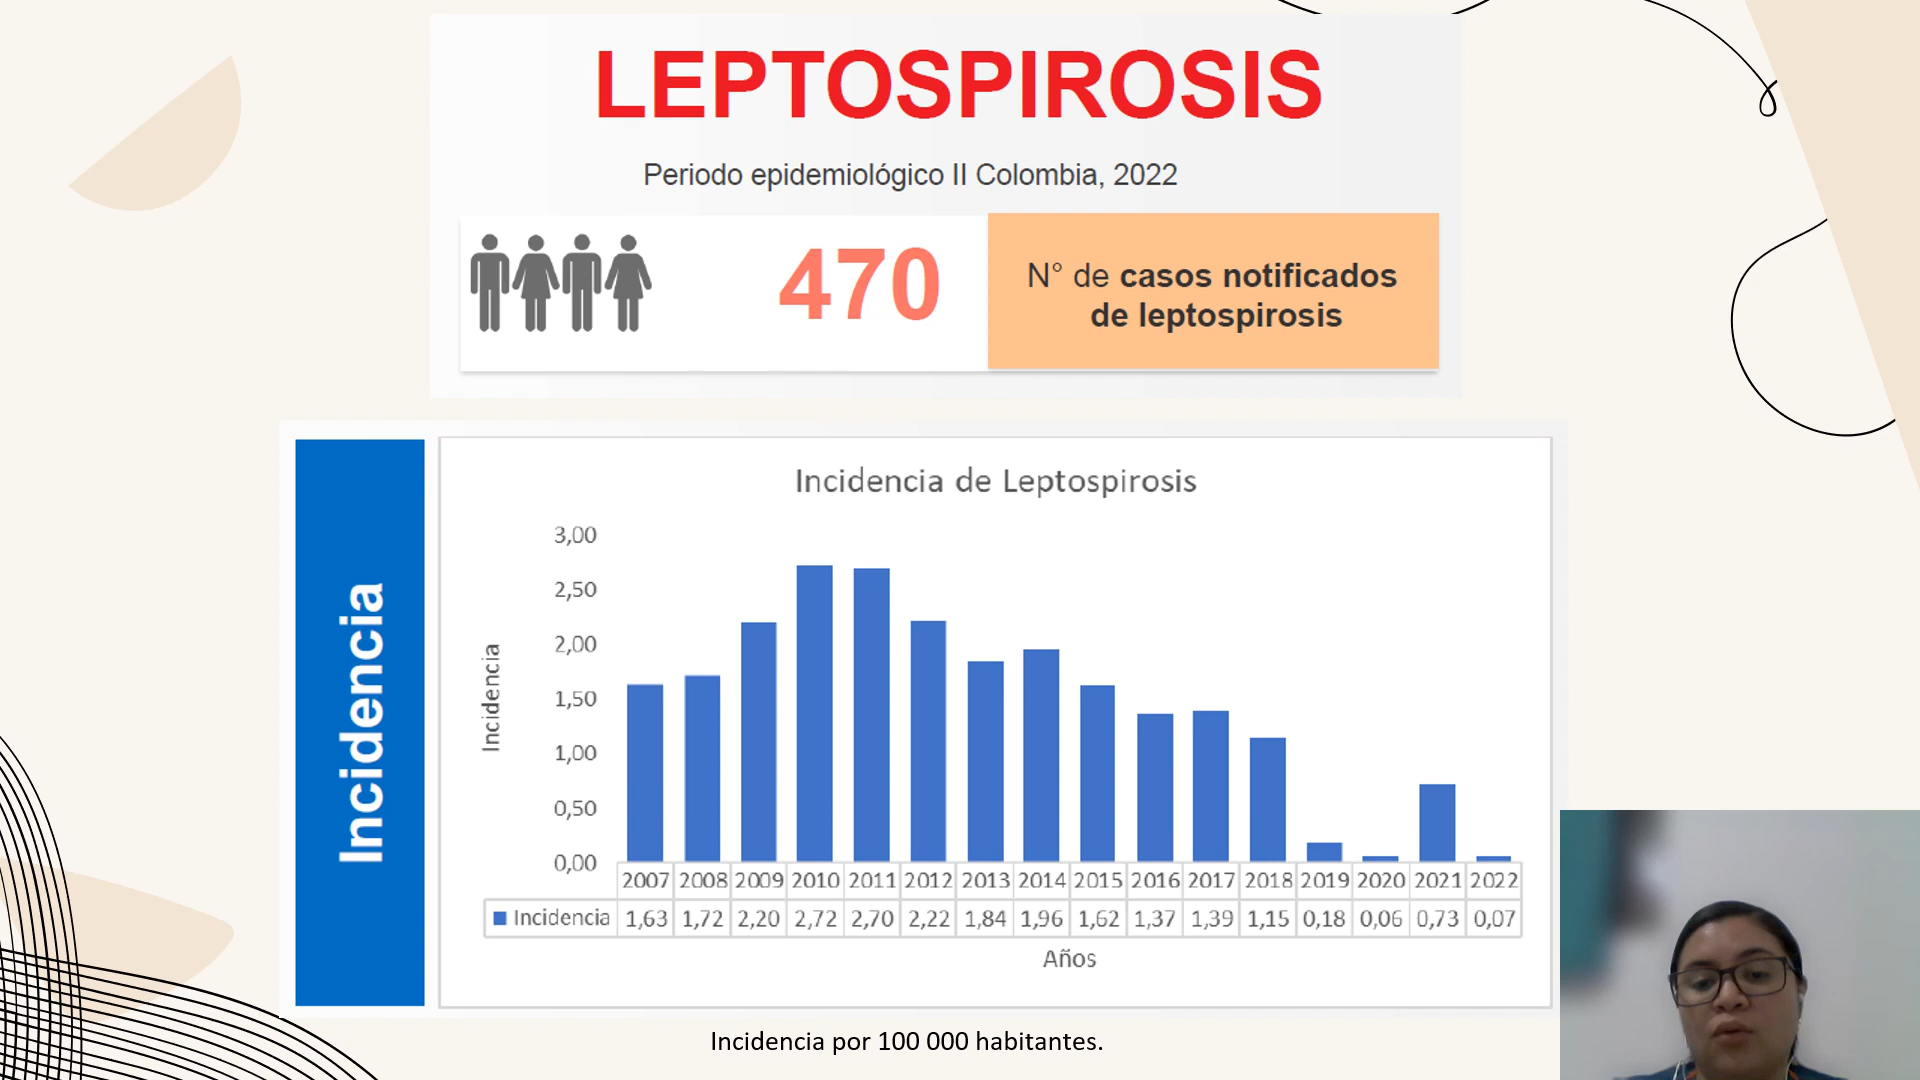 LEPTOSPIROSIS
Periodo epidemiológico II Colombia, 2022
470
N° de casos notificados
de leptospirosis
Incidencia
Incidencia de Leptospirosis
3,00
2,50
2,00
1,50
1,00
0,50
0,00
Incidencia
2007 2008 2009 2010 2011 2012 2013 2014 2015 2016 2017 2018 2019 2020 2021 2022
Incidencia 1,63 1,72 2,20 2,72 2,70 2,22 1,84 1,96 1,62 1,37 1,39 1,15 0,18 0,06 0,73 0,07
Años
Incidencia por 100 000 habitantes.